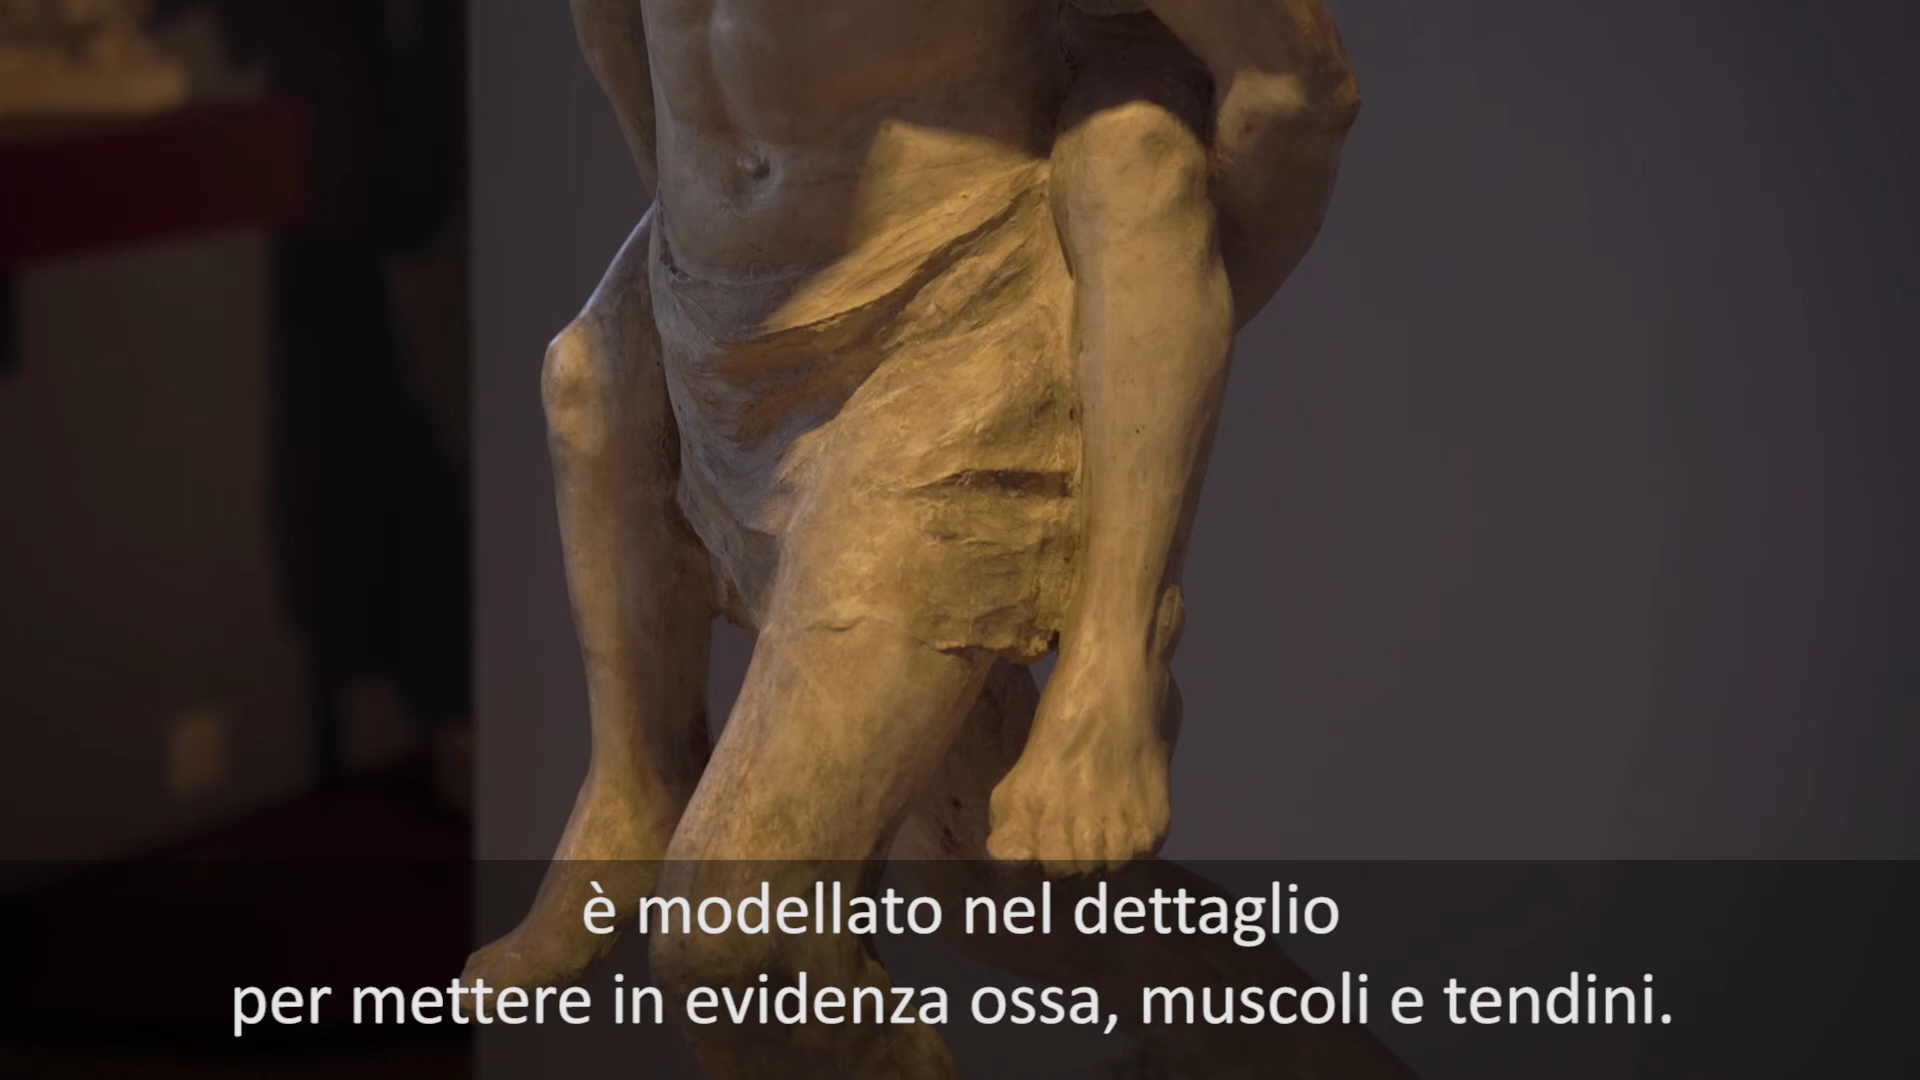 è modellato nel dettaglio
per mettere in evidenza ossa, muscoli e tendini.